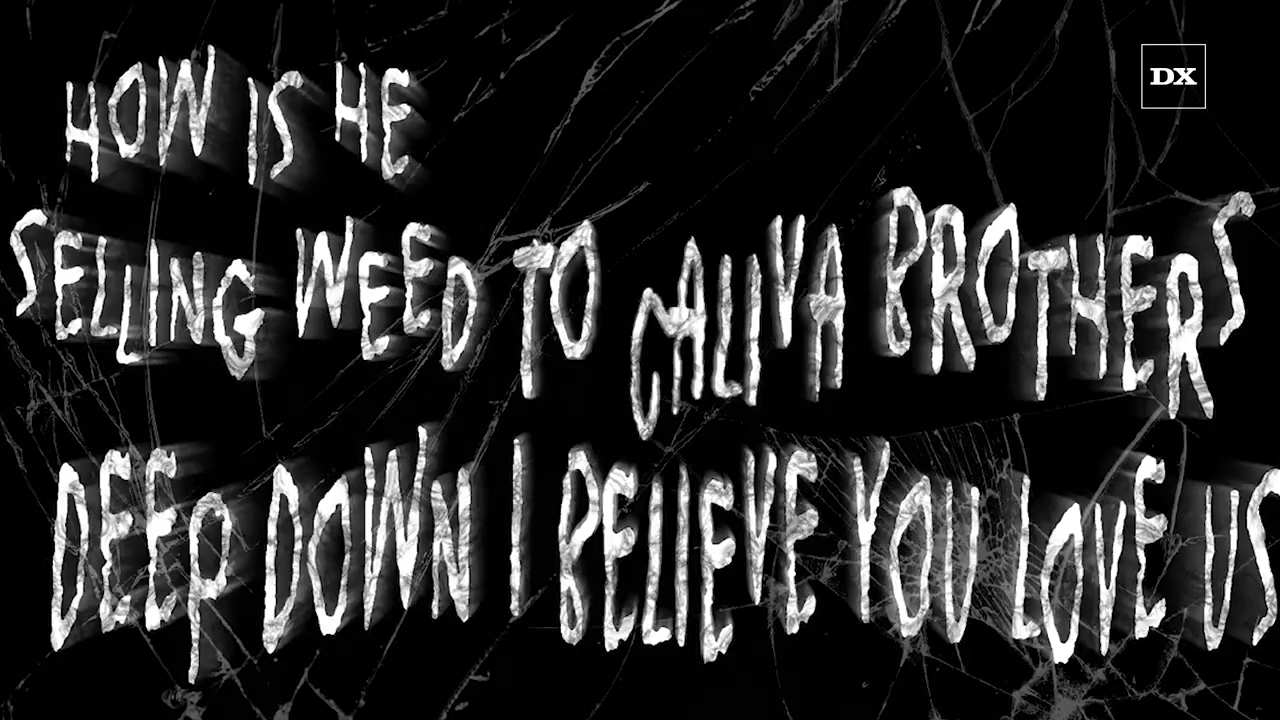 DX
HOW IS HE
SELLING WEED TO CALIVA BROTHERS
DEEP DOWN I BELIEVE YOU LOVE US